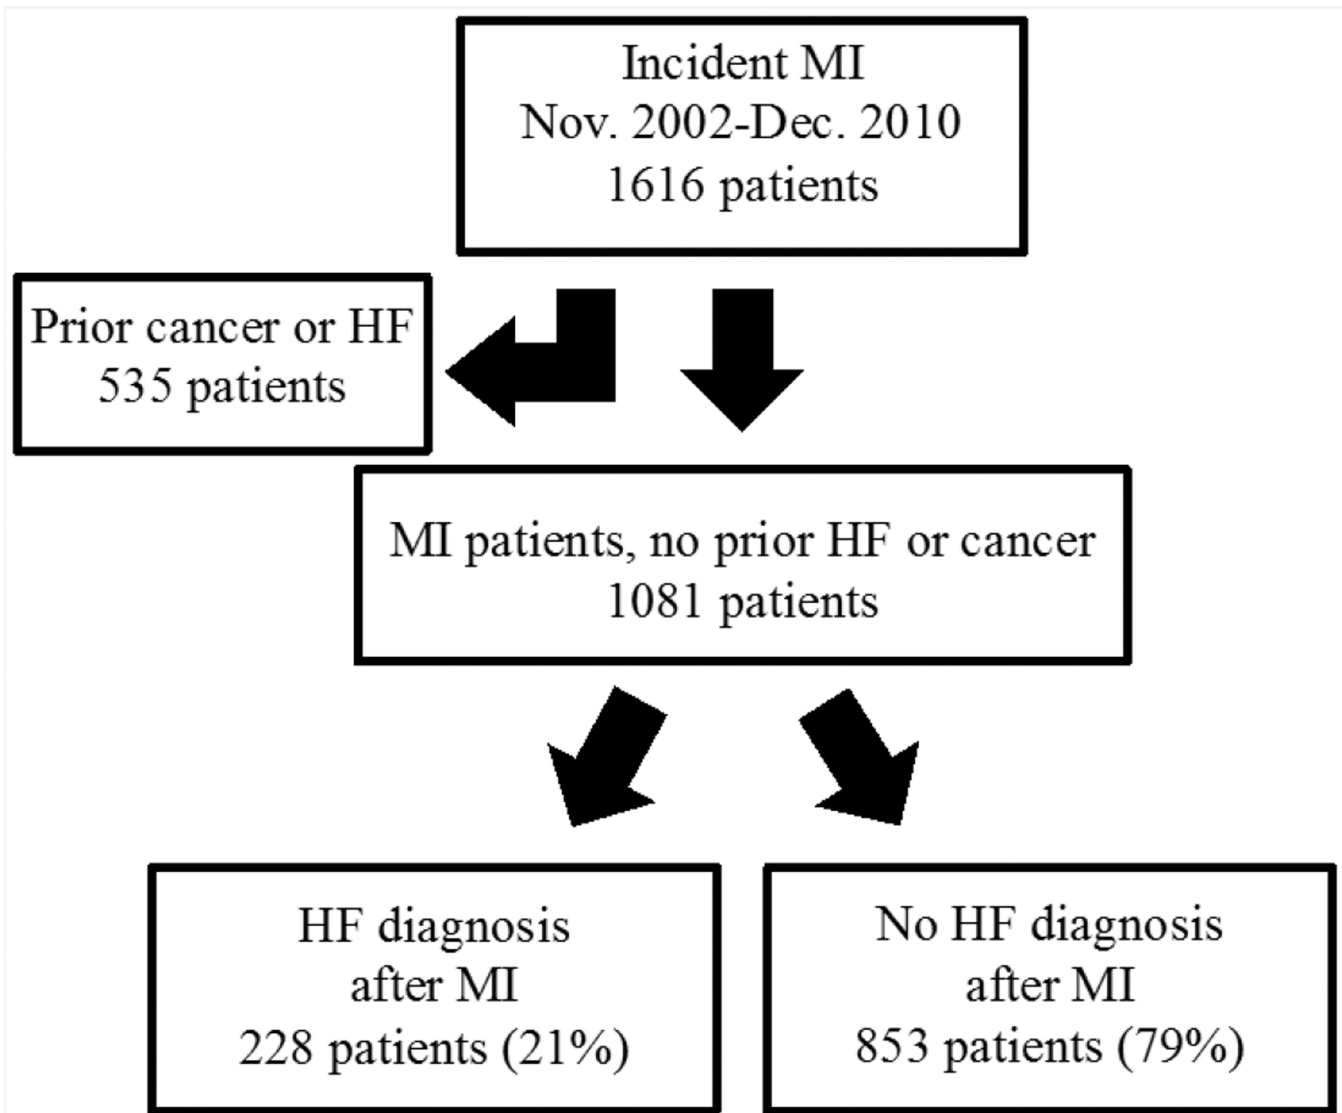 Incident MI
Nov. 2002-Dec. 2010
1616 patients
Prior cancer or HF
535 patients
MI patients, no prior HF or cancer
1081 patients
HF diagnosis
after MI
228 patients (21%)
No HF diagnosis
after MI
853 patients (79%)